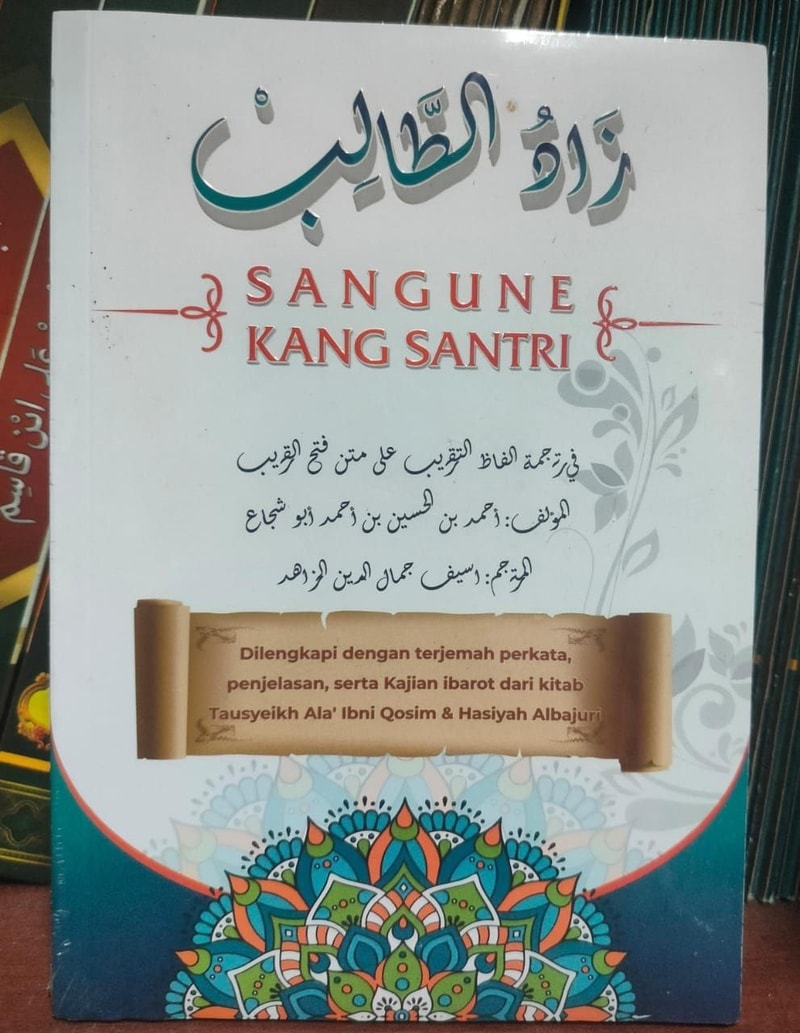 زَادُ الطَّالِبْ
SANGUNE
KANG SANTRI
في ترجمة الفاظ التقريب على متن فتح القريب
المؤلف: أحمد بن الحسين بن أحمد أبو شجاع
المترجم: اسيف جمال الدين الزاهد
Dilengkapi dengan terjemah perkata,
penjelasan, serta Kajian ibarot dari kitab
Tausyeikh Ala' Ibni Qosim & Hasiyah Albajuri
عَلَى ابْنِ قَاسِمِ